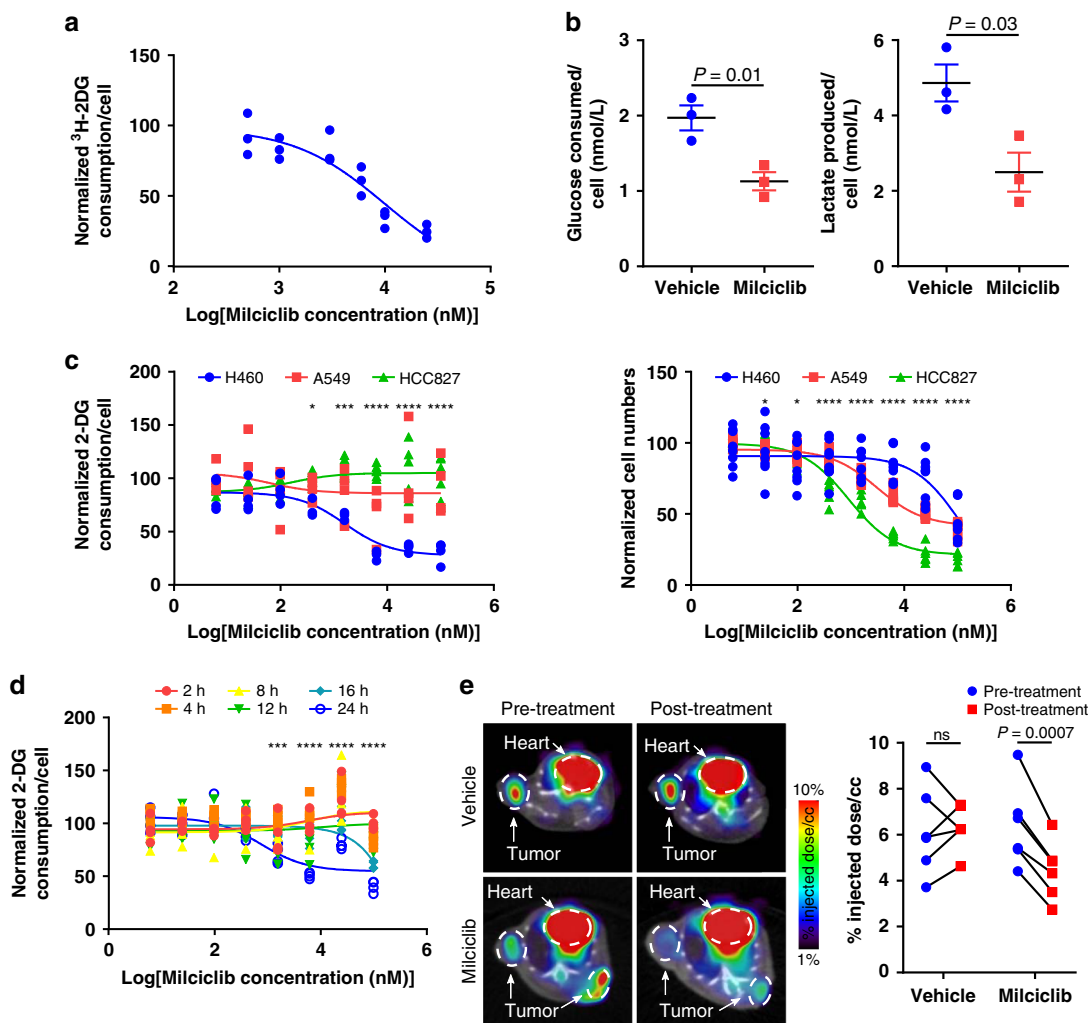 a
150
100
50
0
2 3 4 5
Normalized ³H-2DG
consumption/cell
Log[Milciclib concentration (nM)]
b
3
2
1
0
Glucose consumed/
cell (nmol/L)
P = 0.01
Vehicle Milciclib
6
4
2
0
Lactate produced/
cell (nmol/L)
P = 0.03
Vehicle Milciclib
c
H460 A549 HCC827
200
150
100
50
0
0 2 4 6
Normalized 2-DG
consumption/cell
* *** **** **** ****
Log[Milciclib concentration (nM)]
H460 A549 HCC827
150
100
50
0
0 2 4 6
Normalized cell numbers
* * **** **** **** **** ****
Log[Milciclib concentration (nM)]
d
2 h 8 h 16 h
4 h 12 h 24 h
200
150
100
50
0
0 2 4 6
Normalized 2-DG
consumption/cell
*** **** **** ****
Log[Milciclib concentration (nM)]
e
Pre-treatment Post-treatment
Vehicle
Heart
Tumor
Heart
Tumor
Milciclib
Heart
Tumor
Heart
Tumor
10%
% injected dose/cc
1%
Pre-treatment
Post-treatment
ns
P = 0.0007
10
8
6
4
2
0
% injected dose/cc
Vehicle Milciclib